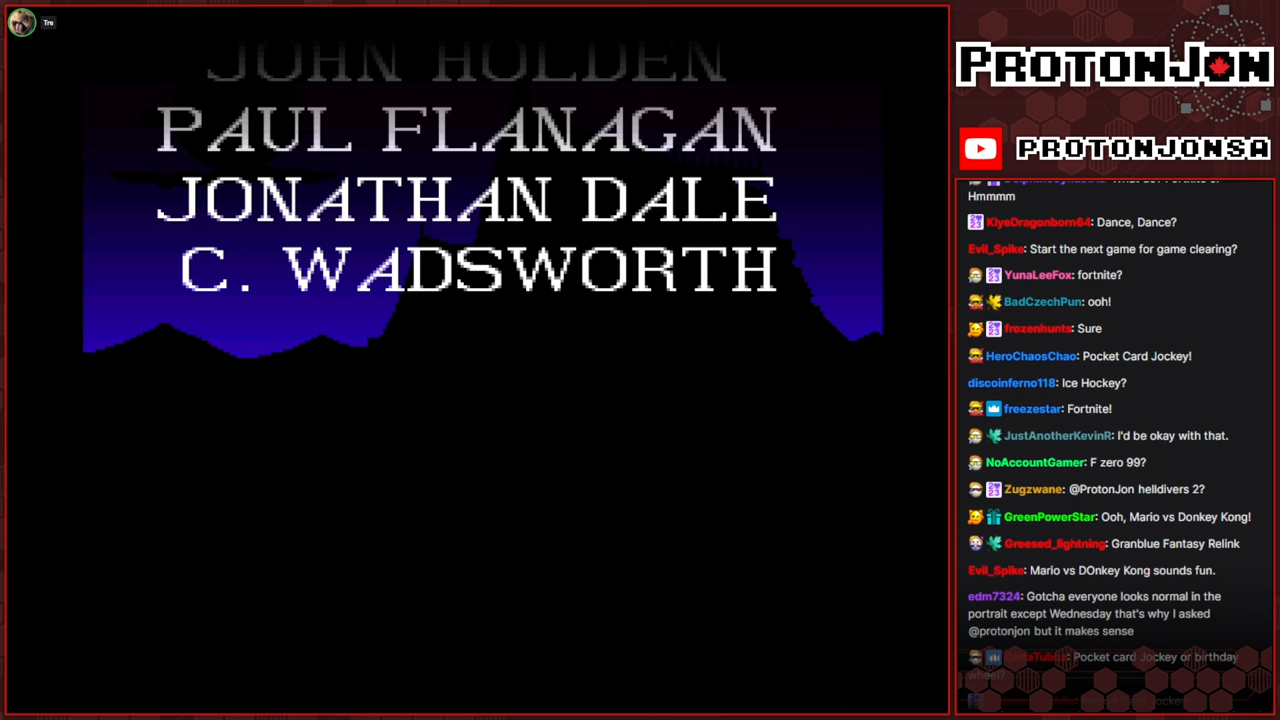 Tre
JOHN HOLDEN
PAUL FLANAGAN
JONATHAN DALE
C. WADSWORTH
PROTONJON
PROTONJONSA
Hmmmm
KlyeDragonborn64: Dance, Dance?
Evil_Spike: Start the next game for game clearing?
YunaLeeFox: fortnite?
BadCzechPun: ooh!
frozenhunts: Sure
HeroChaosChao: Pocket Card Jockey!
discoinferno118: Ice Hockey?
freezestar: Fortnite!
JustAnotherKevinR: I'd be okay with that.
NoAccountGamer: F zero 99?
Zugzwane: @ProtonJon helldivers 2?
GreenPowerStar: Ooh, Mario vs Donkey Kong!
Greesed_lightning: Granblue Fantasy Relink
Evil_Spike: Mario vs DOnkey Kong sounds fun.
edm7324: Gotcha everyone looks normal in the
portrait except Wednesday that's why I asked
@protonjon but it makes sense
Pocket card Jockey or birthday
wheel?